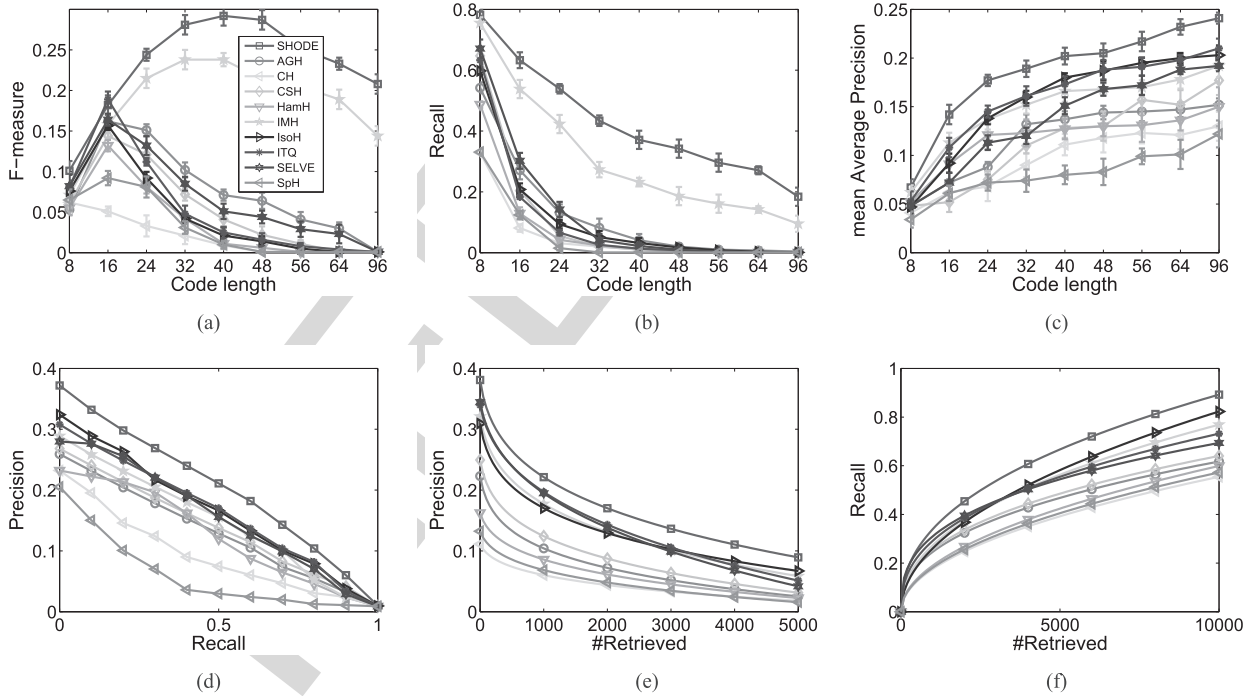 0.25
0.2
0.15
0.1
0.05
0
F-measure
8 16 24 32 40 48 56 64 96
Code length
SHODE
AGH
CH
CSH
HamH
IMH
IsoH
ITQ
SELVE
SpH
(a)
0.8
0.6
0.4
0.2
0
Recall
8 16 24 32 40 48 56 64 96
Code length
(b)
0.25
0.2
0.15
0.1
0.05
0
mean Average Precision
8 16 24 32 40 48 56 64 96
Code length
(c)
0.4
0.3
0.2
0.1
0
Precision
0 0.5 1
Recall
(d)
0.4
0.3
0.2
0.1
0
Precision
0 1000 2000 3000 4000 5000
#Retrieved
(e)
1
0.8
0.6
0.4
0.2
0
Recall
0 5000 10000
#Retrieved
(f)